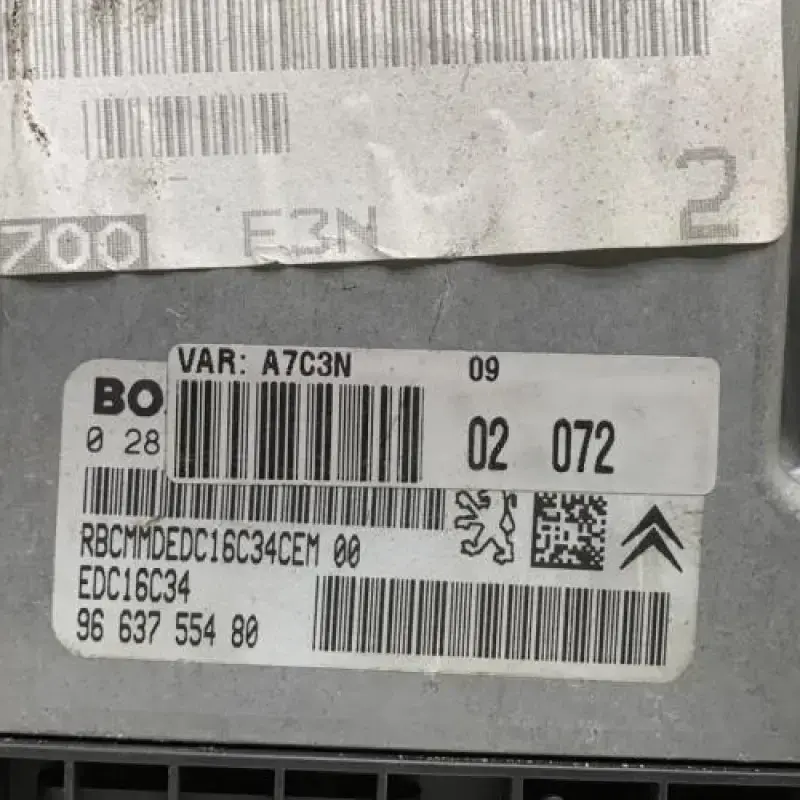 700 E3N 2
VAR: A7C3N 09
02 072
BO
0 28
RBCMMDEDC16C34CEM 00
EDC16C34
96 637 554 80